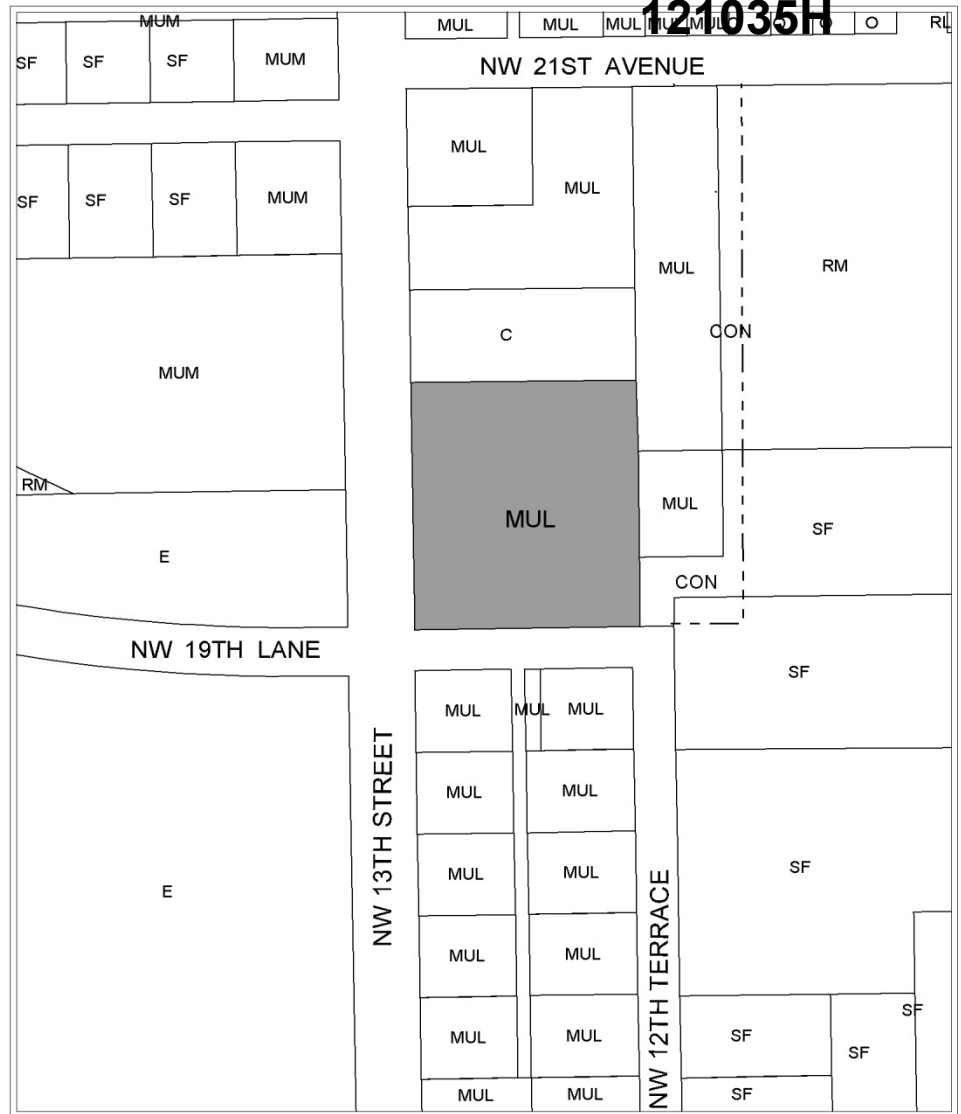 121035H
MUM MUL MUL MUL MUL MUL O O O O RL
SF SF SF MUM
NW 21ST AVENUE
MUL
SF SF SF MUM MUL
MUL RM
C CON
MUM
RM
MUL MUL SF
E
CON
NW 19TH LANE
SF
MUL MUL MUL
NW 13TH STREET
MUL MUL
E
MUL MUL SF
NW 12TH TERRACE
MUL MUL
SF
MUL MUL SF
SF
MUL MUL SF